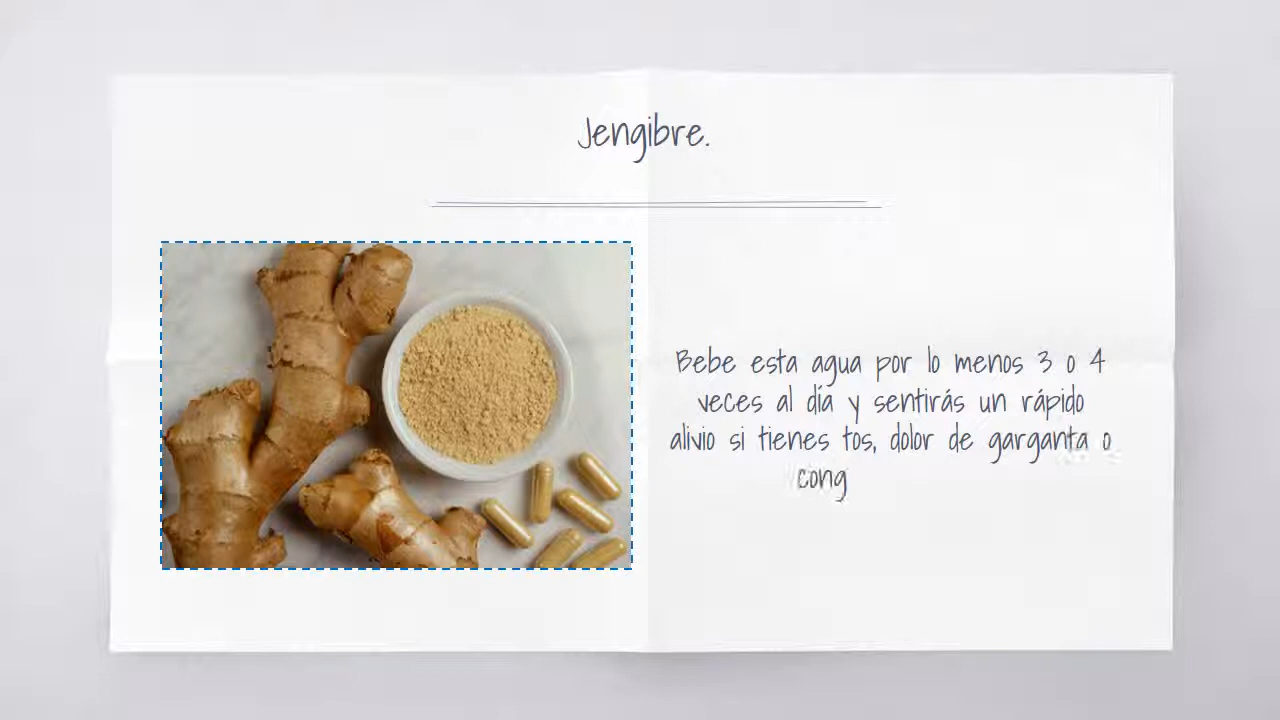 Jengibre.
Bebe esta agua por lo menos 3 o 4
veces al día y sentirás un rápido
alivio si tienes tos, dolor de garganta o
cong